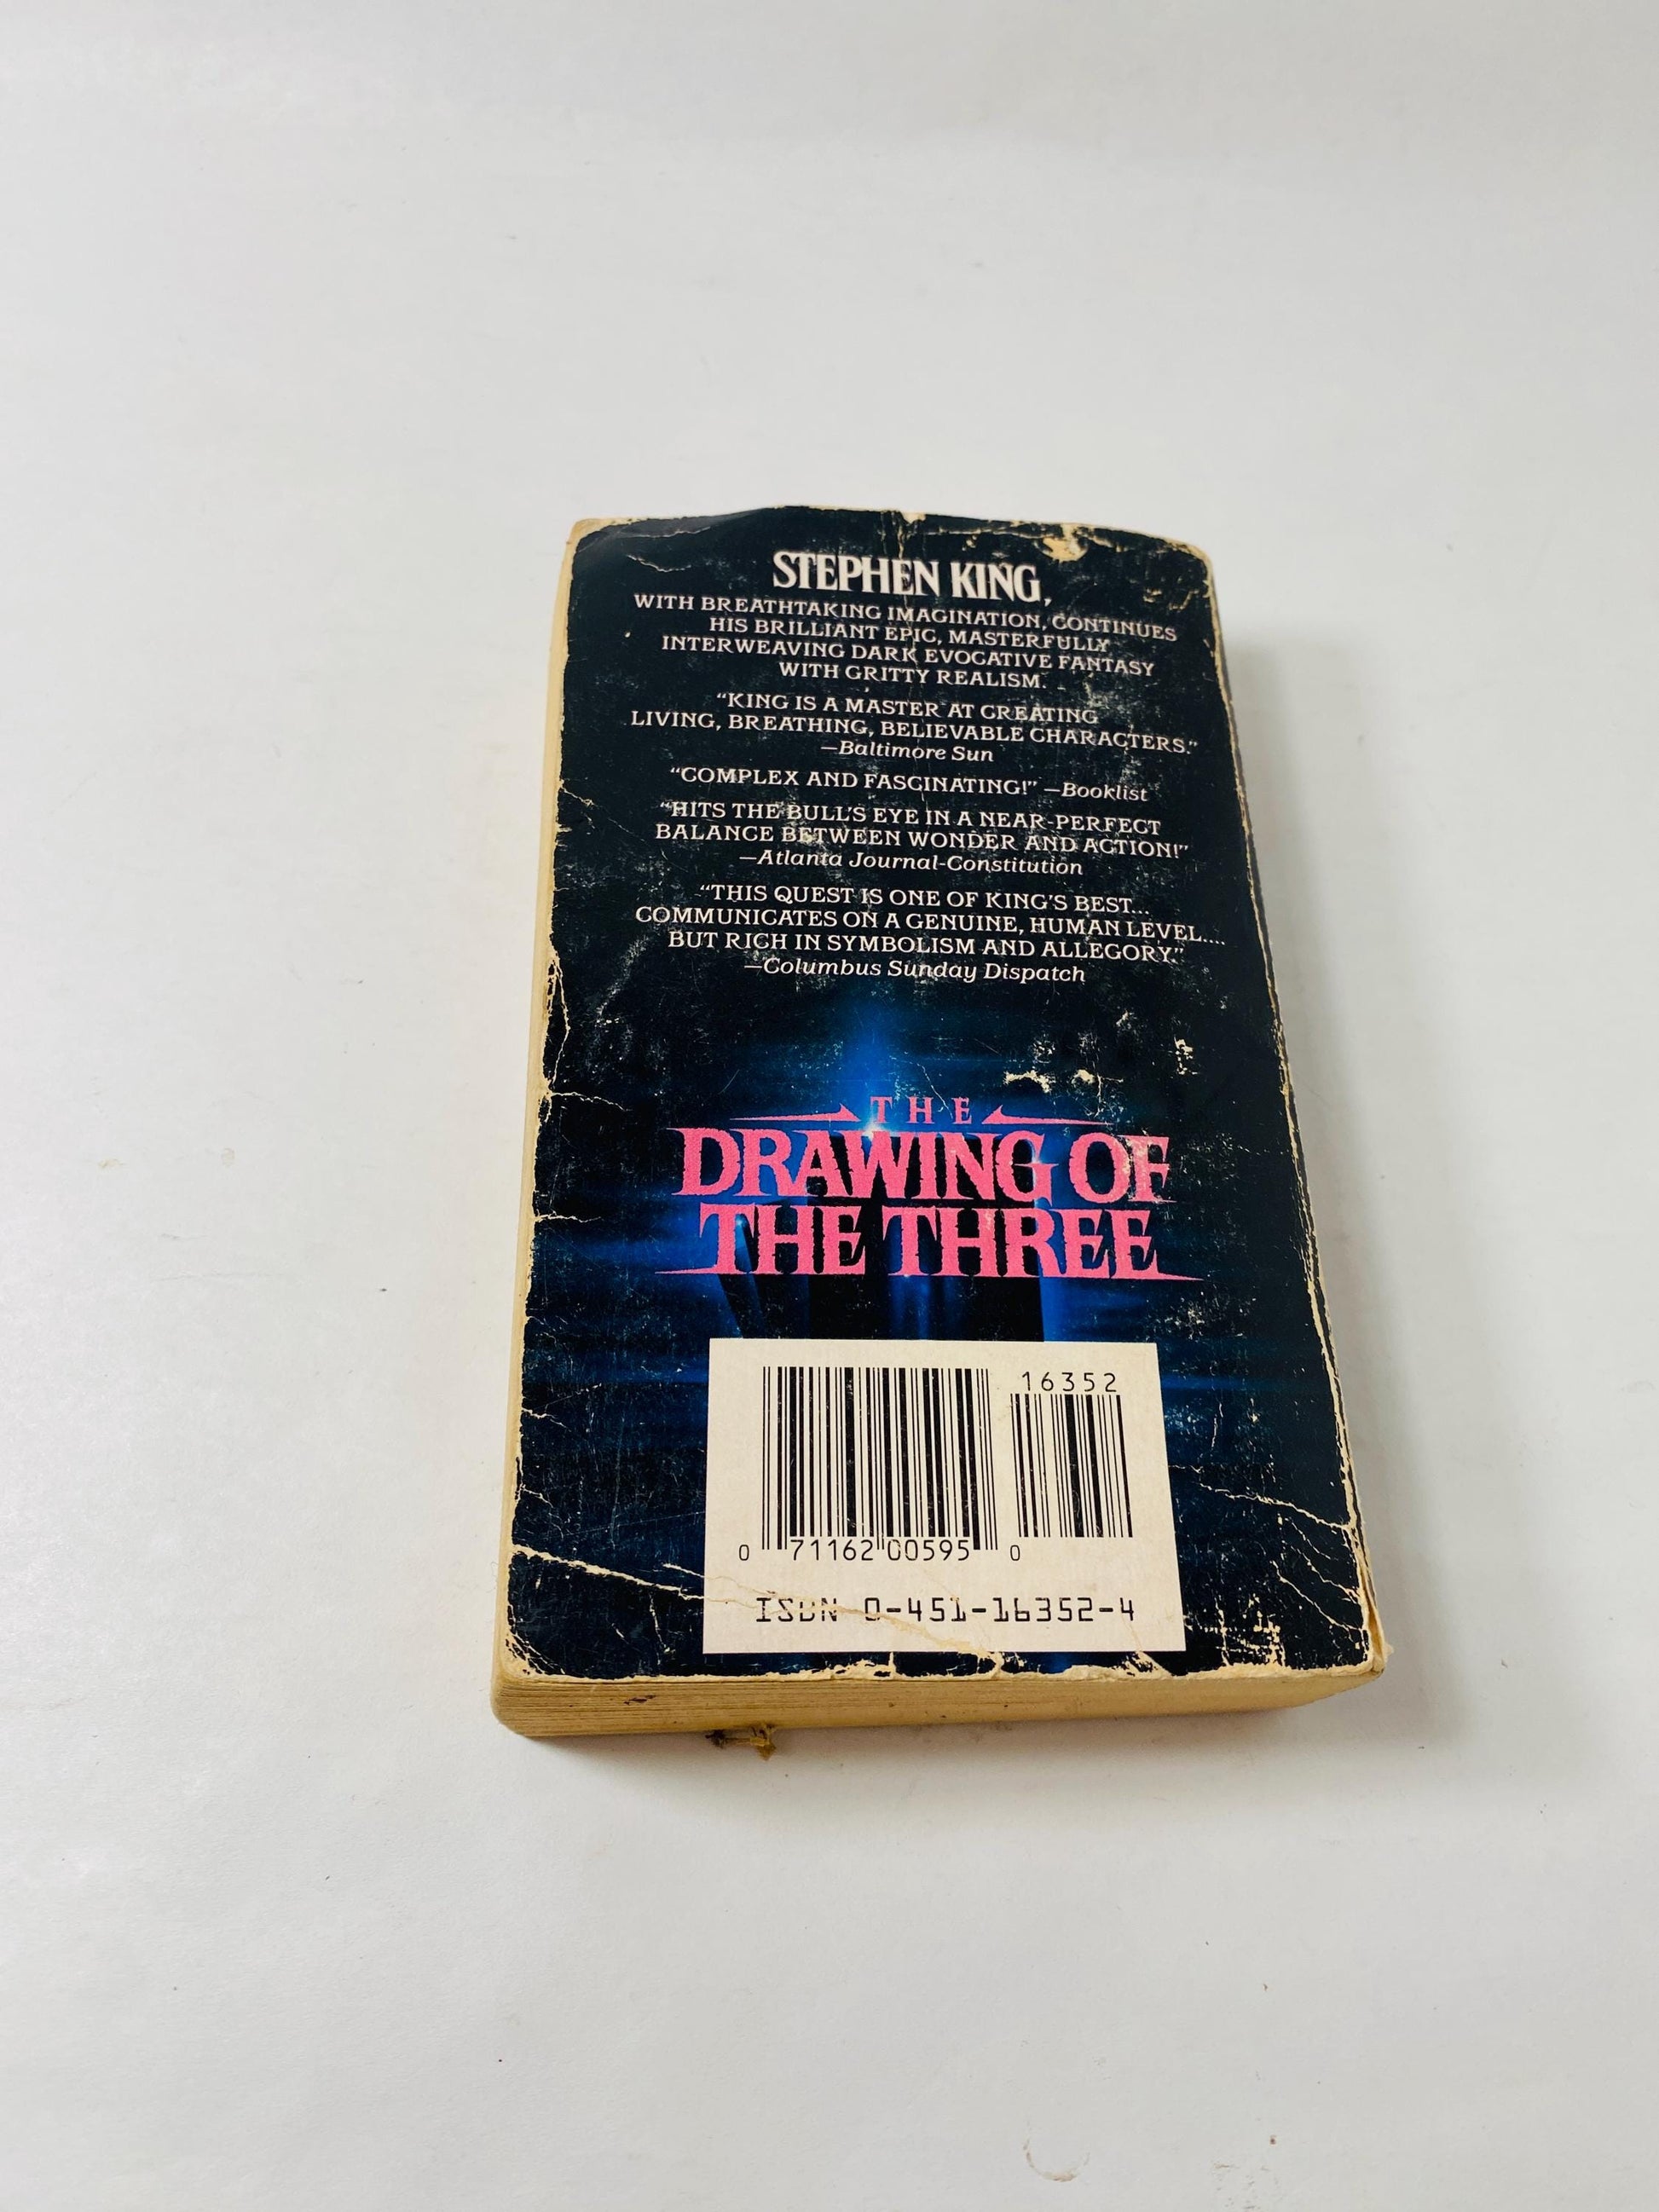 STEPHEN KING,
WITH BREATHTAKING IMAGINATION, CONTINUES
HIS BRILLIANT EPIC, MASTERFULLY
INTERWEAVING DARK EVOCATIVE FANTASY
WITH GRITTY REALISM.
“KING IS A MASTER AT CREATING
LIVING, BREATHING, BELIEVABLE CHARACTERS.”
—Baltimore Sun
“COMPLEX AND FASCINATING!” —Booklist
“HITS THE BULL'S EYE IN A NEAR-PERFECT
BALANCE BETWEEN WONDER AND ACTION!”
—Atlanta Journal-Constitution
“THIS QUEST IS ONE OF KING'S BEST...
COMMUNICATES ON A GENUINE, HUMAN LEVEL....
BUT RICH IN SYMBOLISM AND ALLEGORY.”
—Columbus Sunday Dispatch
THE
DRAWING OF
THE THREE
16352
0 71162 00595 0
ISBN 0-451-16352-4